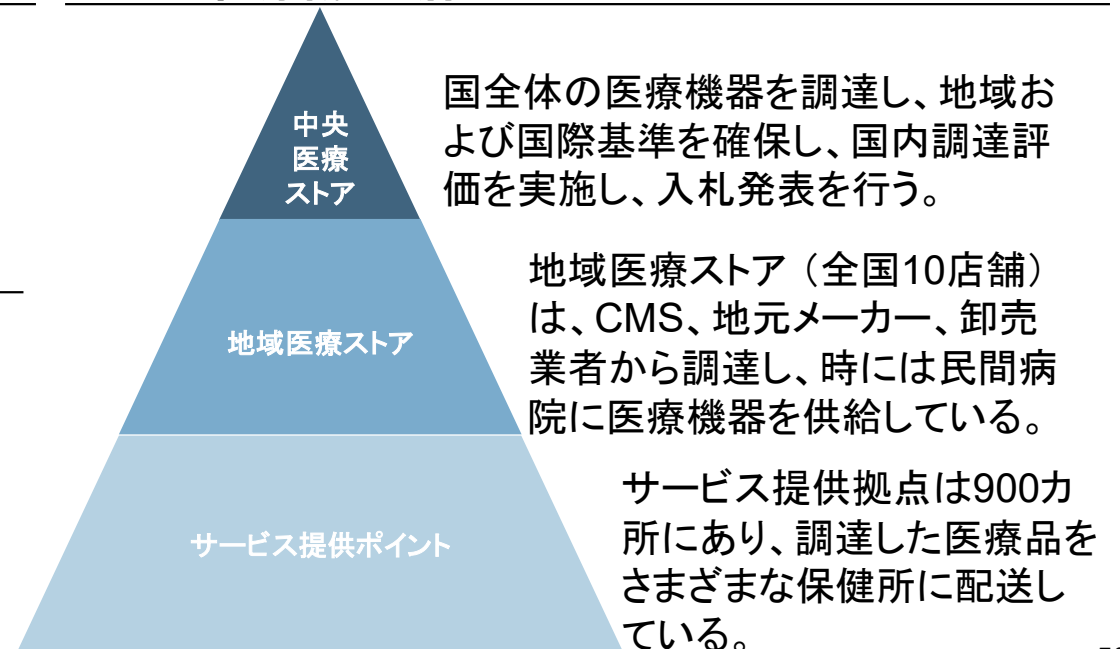 中央
医療
ストア
国全体の医療機器を調達し、地域お
よび国際基準を確保し、国内調達評
価を実施し、入札発表を行う。
地域医療ストア
地域医療ストア（全国10店舗）
は、CMS、地元メーカー、卸売
業者から調達し、時には民間病
院に医療機器を供給している。
サービス提供ポイント
サービス提供拠点は900カ
所にあり、調達した医療品を
さまざまな保健所に配送し
ている。